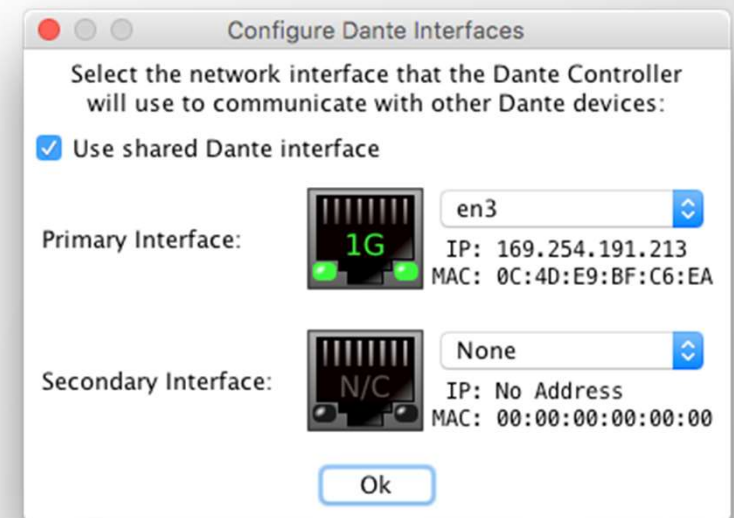 Configure Dante Interfaces
Select the network interface that the Dante Controller
will use to communicate with other Dante devices:
Use shared Dante interface
Primary Interface:
1G
en3
IP: 169.254.191.213
MAC: 0C:4D:E9:BF:C6:EA
Secondary Interface:
N/C
None
IP: No Address
MAC: 00:00:00:00:00:00
Ok